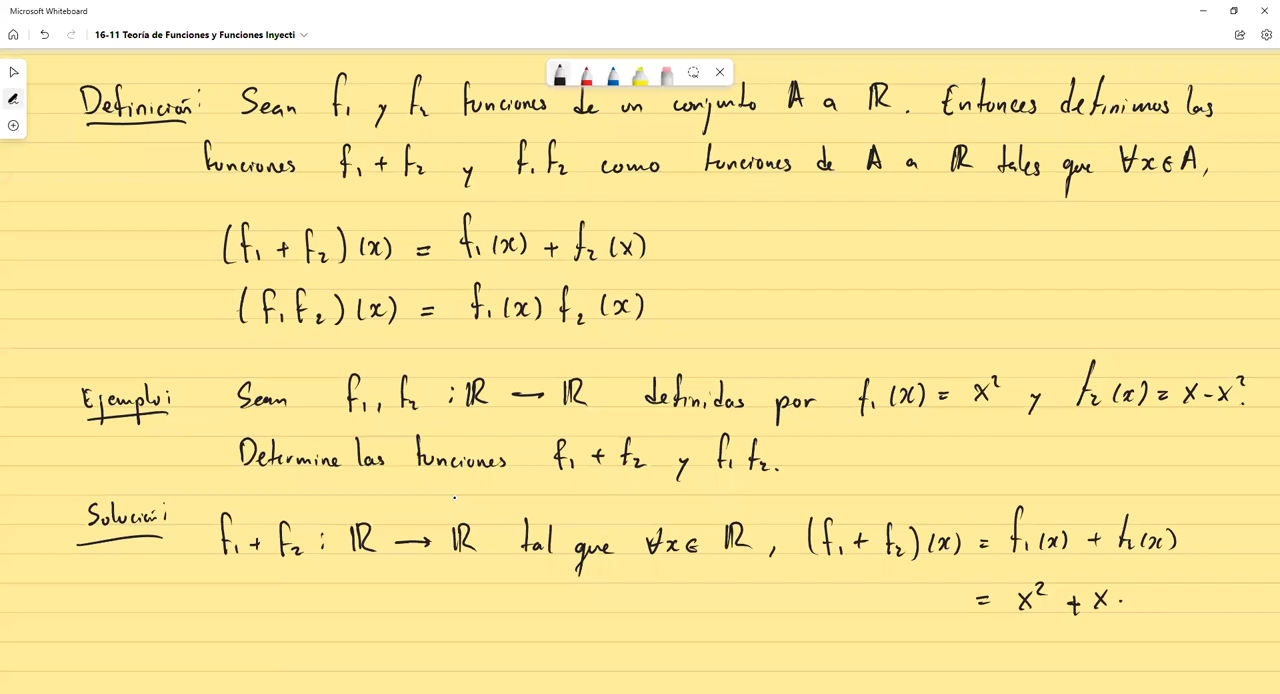 Microsoft Whiteboard
16-11 Teoría de Funciones y Funciones Inyecti
Definición: Sean f₁ y f₂ funciones de un conjunto A a ℝ. Entonces definimos las
funciones f₁ + f₂ y f₁ f₂ como funciones de A a ℝ tales que ∀x∈A,
(f₁ + f₂)(x) = f₁(x) + f₂(x)
(f₁f₂)(x) = f₁(x) f₂(x)
Ejemplo: Sean f₁, f₂ : ℝ — ℝ definidas por f₁(x) = x² y f₂(x) = x-x².
Determine las funciones f₁ + f₂ y f₁ f₂.
Solución: f₁ + f₂ : ℝ → ℝ tal que ∀x∈ ℝ, (f₁ + f₂)(x) = f₁(x) + f₂(x)
= x² + x ·